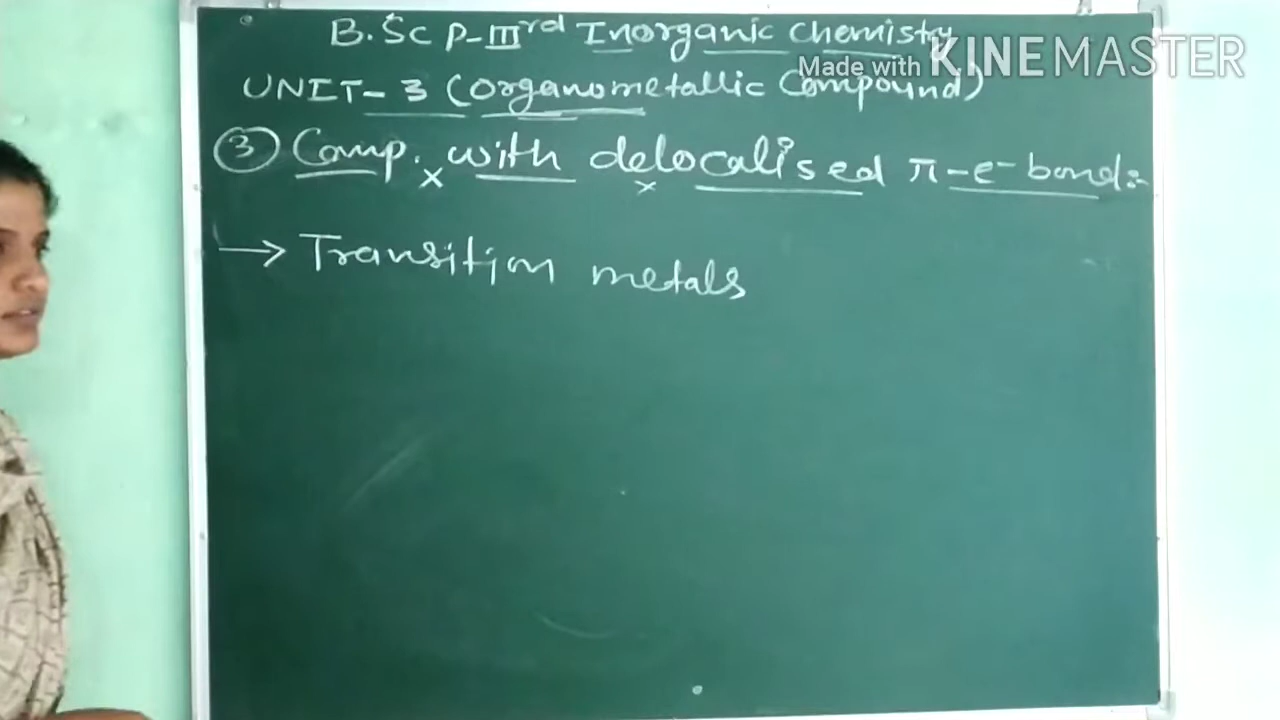 B.Sc P-IIIrd Inorganic Chemistry
Made with KINEMASTER
UNIT-3 (Organometallic Compound)
③ Comp. with delocalised π-e⁻ bond:-
→ Transition metals